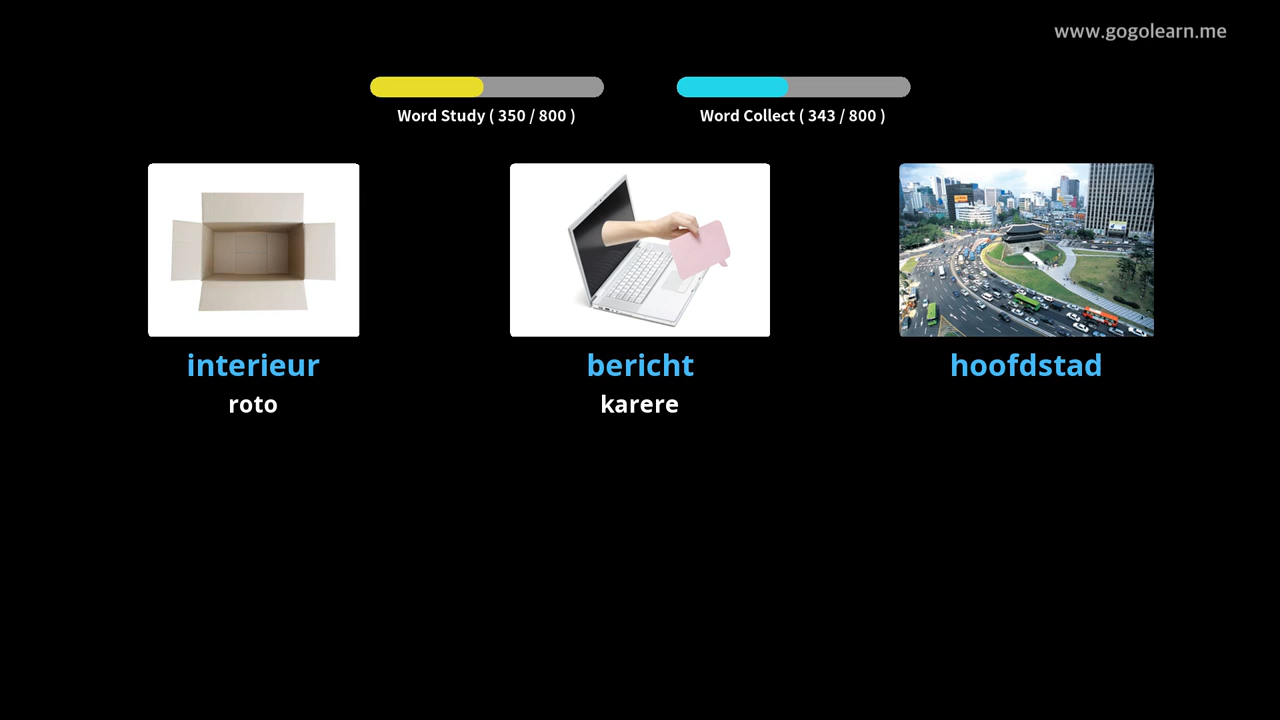 www.gogolearn.me
Word Study ( 350 / 800 )
Word Collect ( 343 / 800 )
interieur
roto
bericht
karere
hoofdstad